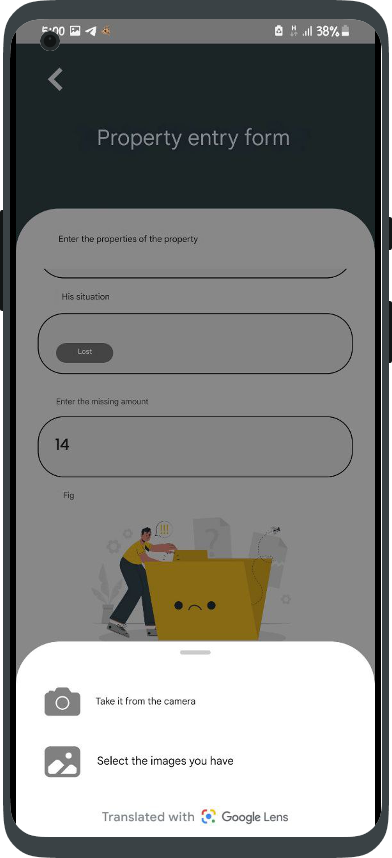 5:00
38%
Property entry form
Enter the properties of the property
His situation
Lost
Enter the missing amount
14
Fig
Take it from the camera
Select the images you have
Translated with Google Lens